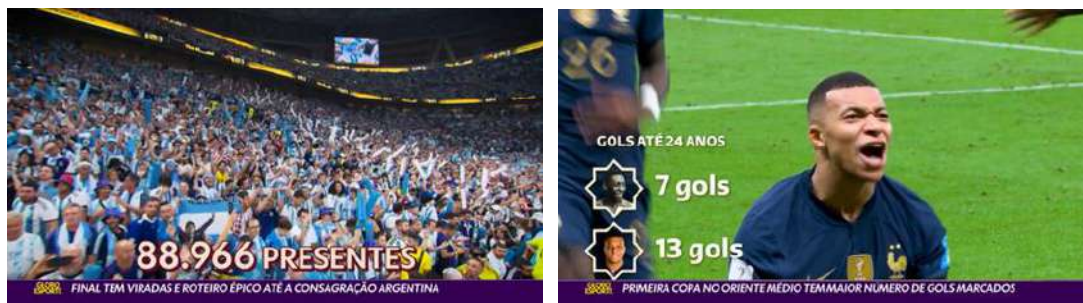 88.966 PRESENTES
FINAL TEM VIRADAS E ROTEIRO ÉPICO ATÉ A CONSAGRAÇÃO ARGENTINA
26
GOLS ATÉ 24 ANOS
7 gols
13 gols
PRIMEIRA COPA NO ORIENTE MÉDIO TEM MAIOR NÚMERO DE GOLS MARCADOS